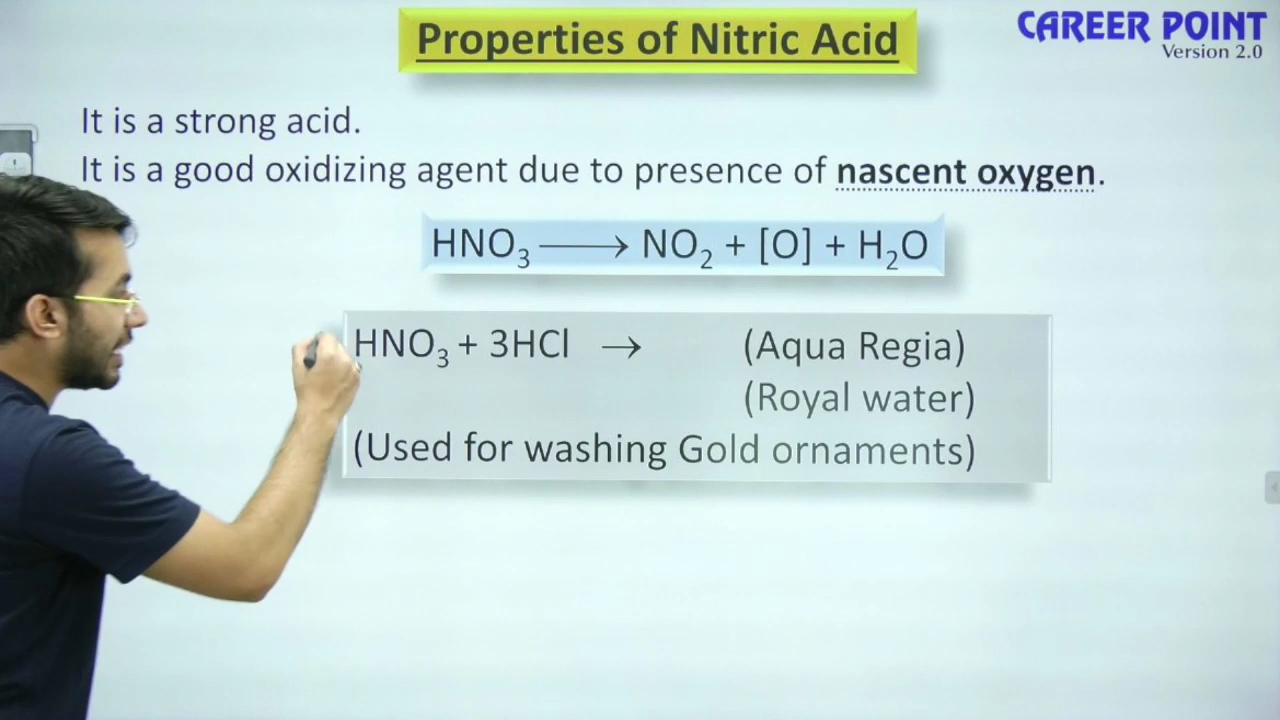 Properties of Nitric Acid
CAREER POINT
Version 2.0
It is a strong acid.
It is a good oxidizing agent due to presence of nascent oxygen.
HNO₃ ⟶ NO₂ + [O] + H₂O
HNO₃ + 3HCl → (Aqua Regia)
(Royal water)
(Used for washing Gold ornaments)